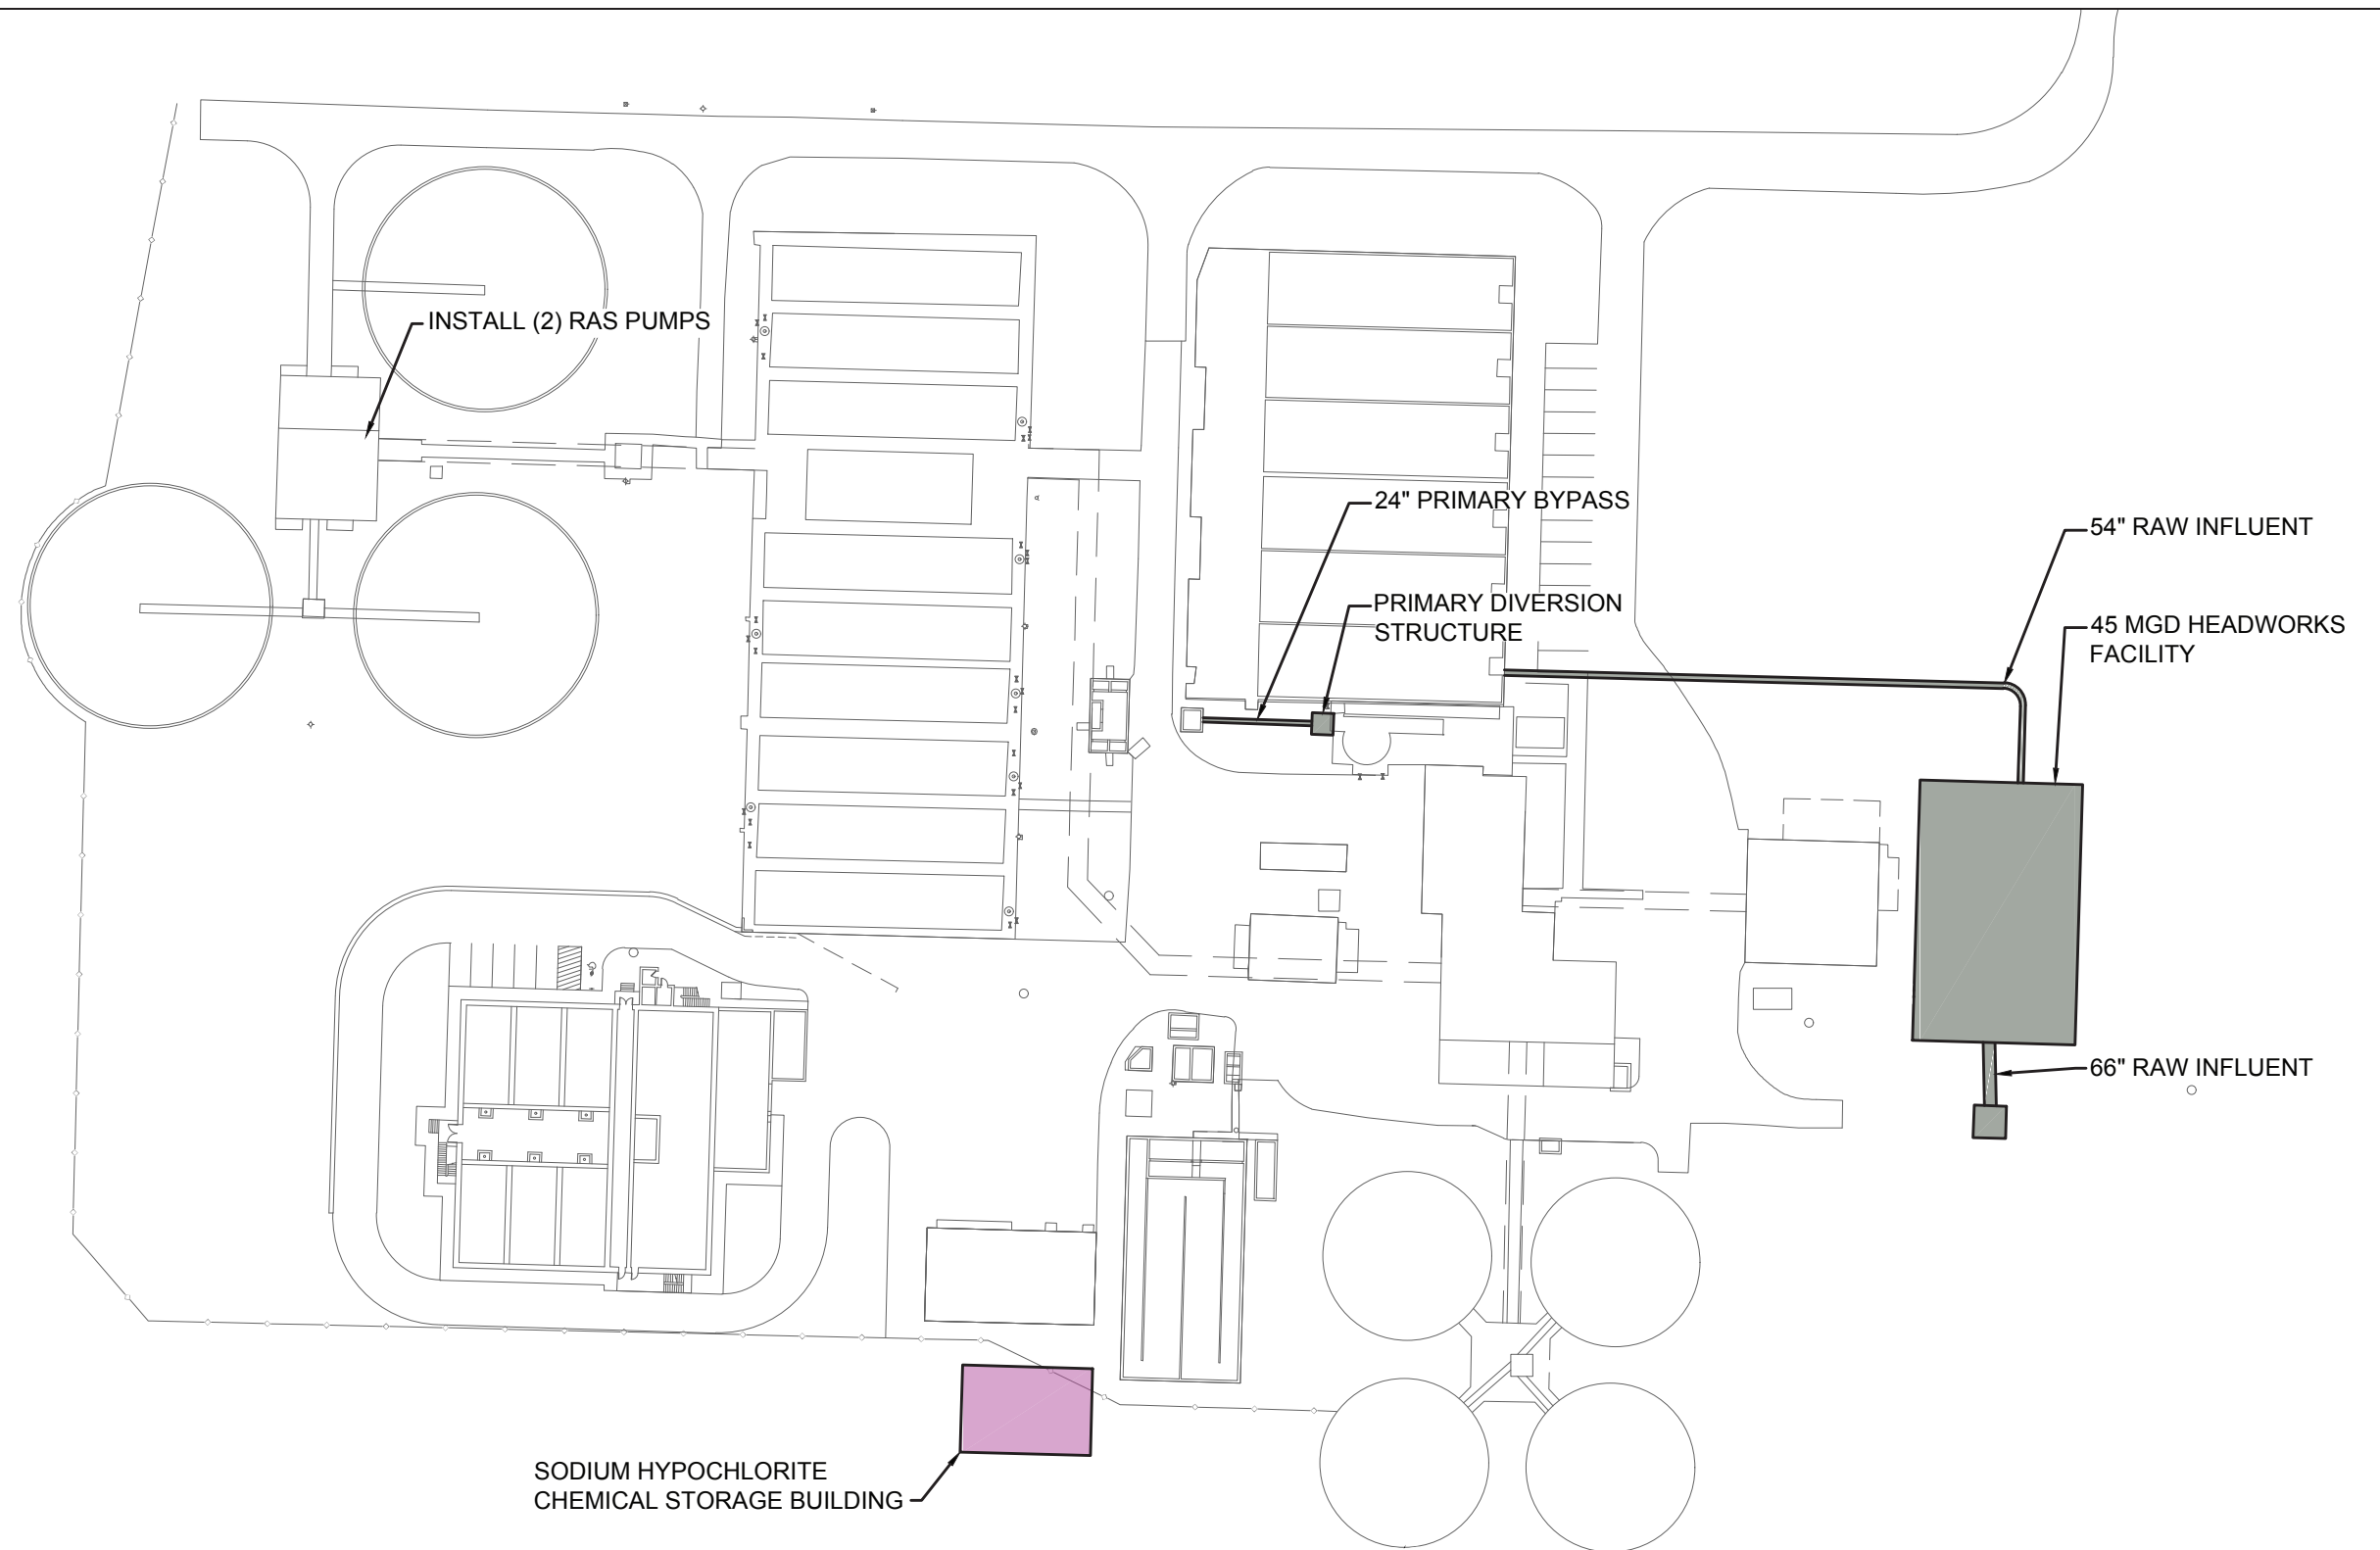 INSTALL (2) RAS PUMPS
24" PRIMARY BYPASS
54" RAW INFLUENT
PRIMARY DIVERSION
STRUCTURE
45 MGD HEADWORKS
FACILITY
66" RAW INFLUENT
SODIUM HYPOCHLORITE
CHEMICAL STORAGE BUILDING